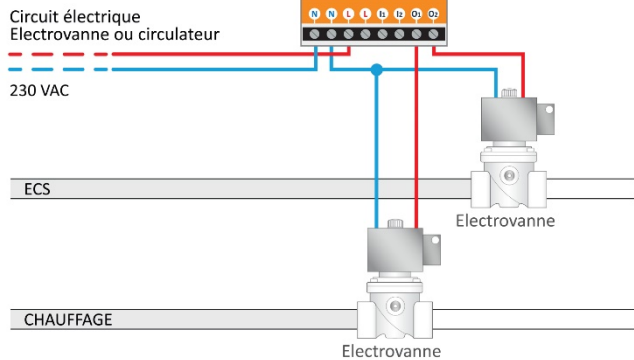 Circuit électrique
Electrovanne ou circulateur
N N L L I1 I2 O1 O2
230 VAC
ECS
Electrovanne
CHAUFFAGE
Electrovanne